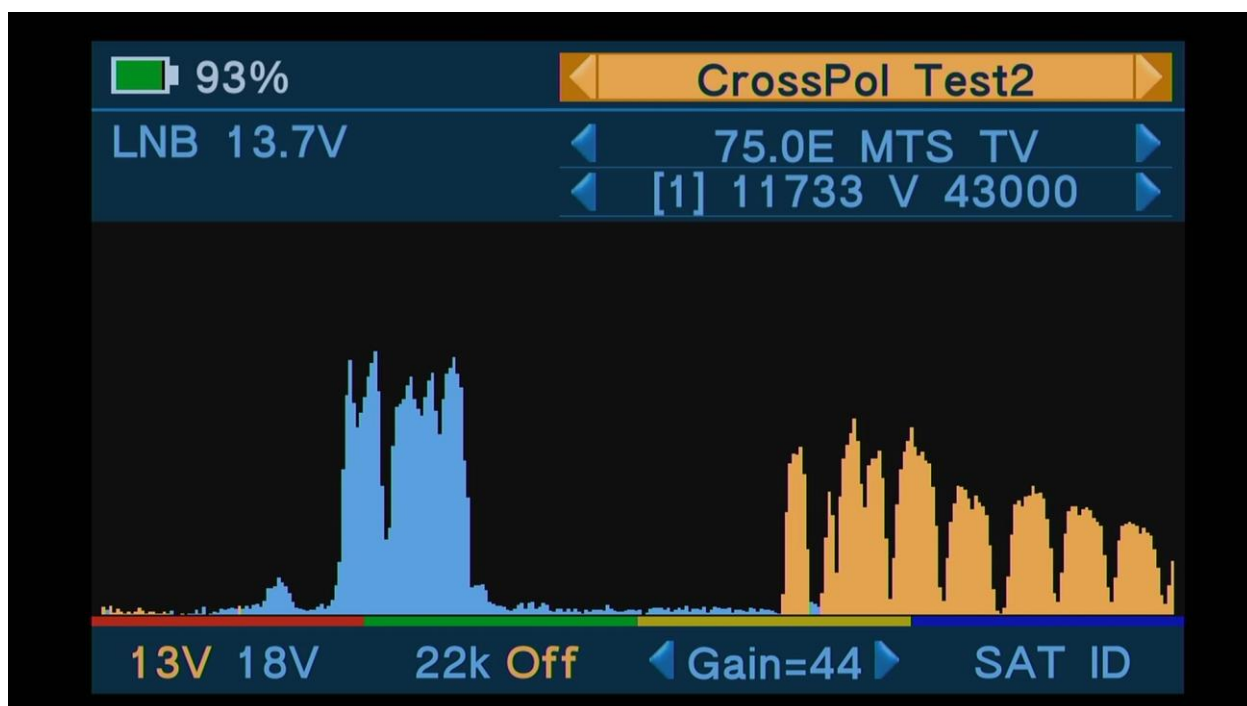 93%
CrossPol Test2
LNB 13.7V
75.0E MTS TV
[1] 11733 V 43000
13V 18V 22k Off Gain=44 SAT ID